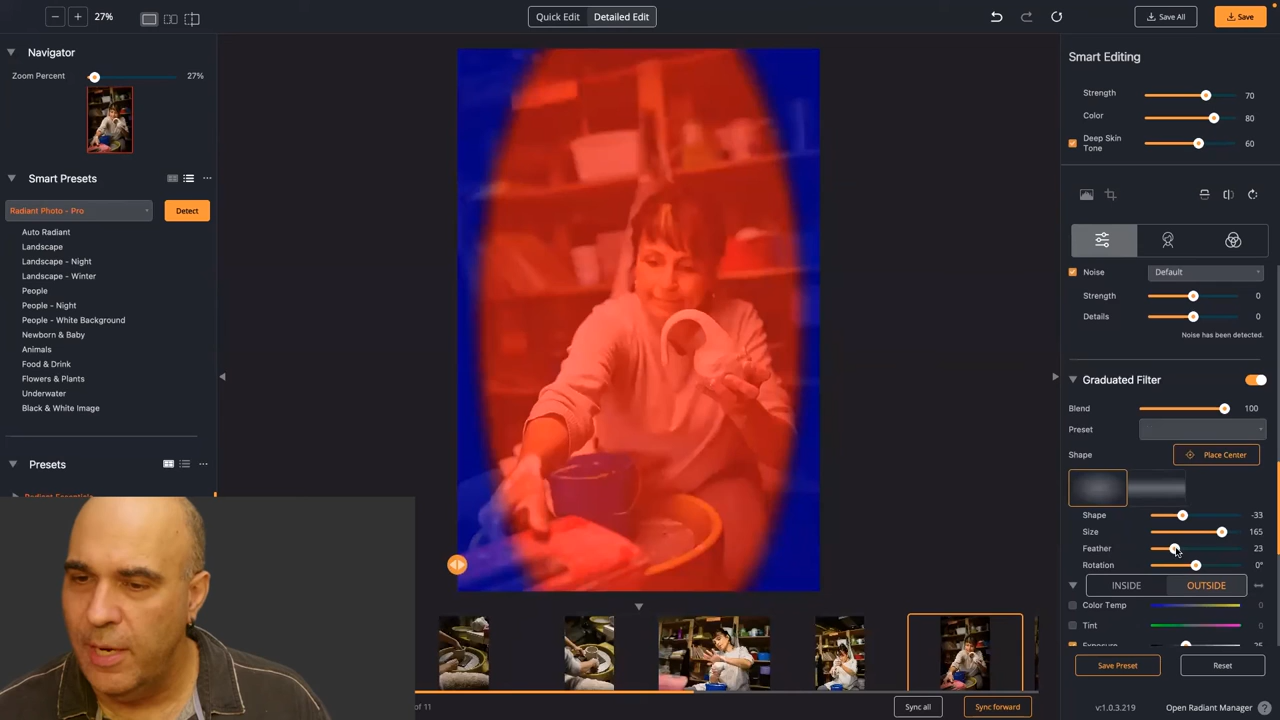 27%
Quick Edit
Detailed Edit
Save All
Save
Navigator
Zoom Percent
27%
Smart Presets
Radiant Photo - Pro
Detect
Auto Radiant
Landscape
Landscape - Night
Landscape - Winter
People
People - Night
People - White Background
Newborn & Baby
Animals
Food & Drink
Flowers & Plants
Underwater
Black & White Image
Presets
Radiant Essentials
Smart Editing
Strength 70
Color 80
Deep Skin Tone 60
Noise Default
Strength 0
Details 0
Noise has been detected.
Graduated Filter
Blend 100
Preset
Shape Place Center
Shape -33
Size 165
Feather 23
Rotation 0°
INSIDE OUTSIDE
Color Temp 0
Tint 0
Save Preset
Reset
of 11
Sync all
Sync forward
v:1.0.3.219
Open Radiant Manager